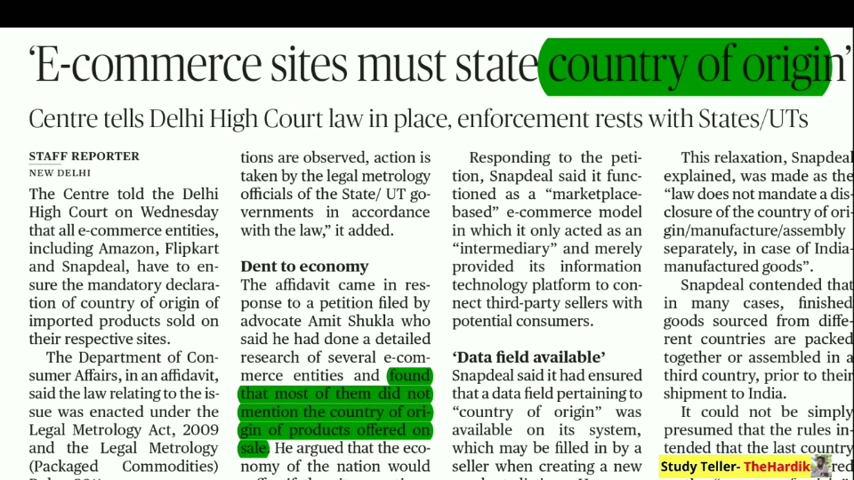 ‘E-commerce sites must state country of origin’
Centre tells Delhi High Court law in place, enforcement rests with States/UTs
STAFF REPORTER
NEW DELHI
The Centre told the Delhi
High Court on Wednesday
that all e-commerce entities,
including Amazon, Flipkart
and Snapdeal, have to en-
sure the mandatory declara-
tion of country of origin of
imported products sold on
their respective sites.
The Department of Con-
sumer Affairs, in an affidavit,
said the law relating to the is-
sue was enacted under the
Legal Metrology Act, 2009
and the Legal Metrology
(Packaged Commodities)
tions are observed, action is
taken by the legal metrology
officials of the State/ UT go-
vernments in accordance
with the law,” it added.
Dent to economy
The affidavit came in res-
ponse to a petition filed by
advocate Amit Shukla who
said he had done a detailed
research of several e-com-
merce entities and found
that most of them did not
mention the country of ori-
gin of products offered on
sale. He argued that the eco-
nomy of the nation would
Responding to the peti-
tion, Snapdeal said it func-
tioned as a “marketplace-
based” e-commerce model
in which it only acted as an
“intermediary” and merely
provided its information
technology platform to con-
nect third-party sellers with
potential consumers.
‘Data field available’
Snapdeal said it had ensured
that a data field pertaining to
“country of origin” was
available on its system,
which may be filled in by a
seller when creating a new
This relaxation, Snapdeal
explained, was made as the
“law does not mandate a dis-
closure of the country of ori-
gin/manufacture/assembly
separately, in case of India-
manufactured goods”.
Snapdeal contended that
in many cases, finished
goods sourced from diffe-
rent countries are packed
together or assembled in a
third country, prior to their
shipment to India.
It could not be simply
presumed that the rules in-
tended that the last country
Study Teller- TheHardik